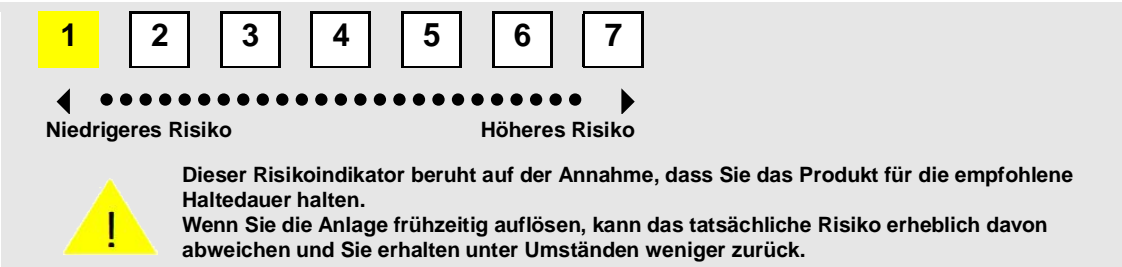 1 2 3 4 5 6 7
Niedrigeres Risiko Höheres Risiko
!
Dieser Risikoindikator beruht auf der Annahme, dass Sie das Produkt für die empfohlene
Haltedauer halten.
Wenn Sie die Anlage frühzeitig auflösen, kann das tatsächliche Risiko erheblich davon
abweichen und Sie erhalten unter Umständen weniger zurück.